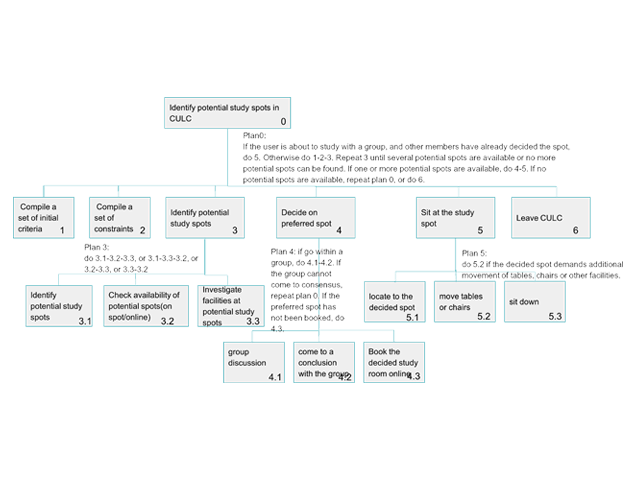 Identify potential study spots in
CULC
0
Plan0:
If the user is about to study with a group, and other members have already decided the spot,
do 5. Otherwise do 1-2-3. Repeat 3 until several potential spots are available or no more
potential spots can be found. If one or more potential spots are available, do 4-5. If no
potential spots are available, repeat plan 0, or do 6.
Compile a
set of initial
criteria 1
Compile a
set of
constraints 2
Identify potential
study spots 3
Decide on
preferred spot
4
Sit at the study
spot
5
Leave CULC
6
Plan 3:
do 3.1-3.2-3.3, or 3.1-3.3-3.2, or
3.2-3.3, or 3.3-3.2
Plan 4: if go within a
group, do 4.1-4.2. If
the group cannot
come to consensus,
repeat plan 0. If the
preferred spot has
not been booked, do
4.3.
Plan 5:
do 5.2 if the decided spot demands additional
movement of tables, chairs or other facilities.
Identify
potential study
spots
3.1
Check availability of
potential spots(on
spot/online)
3.2
Investigate
facilities at
potential study
spots
3.3
locate to the
decided spot
5.1
move tables
or chairs
5.2
sit down
5.3
group
discussion
4.1
come to a
conclusion
with the group
4.2
Book the
decided study
room online
4.3